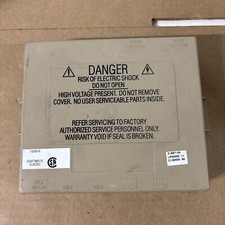 DANGER
RISK OF ELECTRIC SHOCK
DO NOT OPEN
HIGH VOLTAGE PRESENT. DO NOT REMOVE
COVER. NO USER SERVICEABLE PARTS INSIDE.
REFER SERVICING TO FACTORY
AUTHORIZED SERVICE PERSONNEL ONLY.
WARRANTY VOID IF SEAL IS BROKEN.